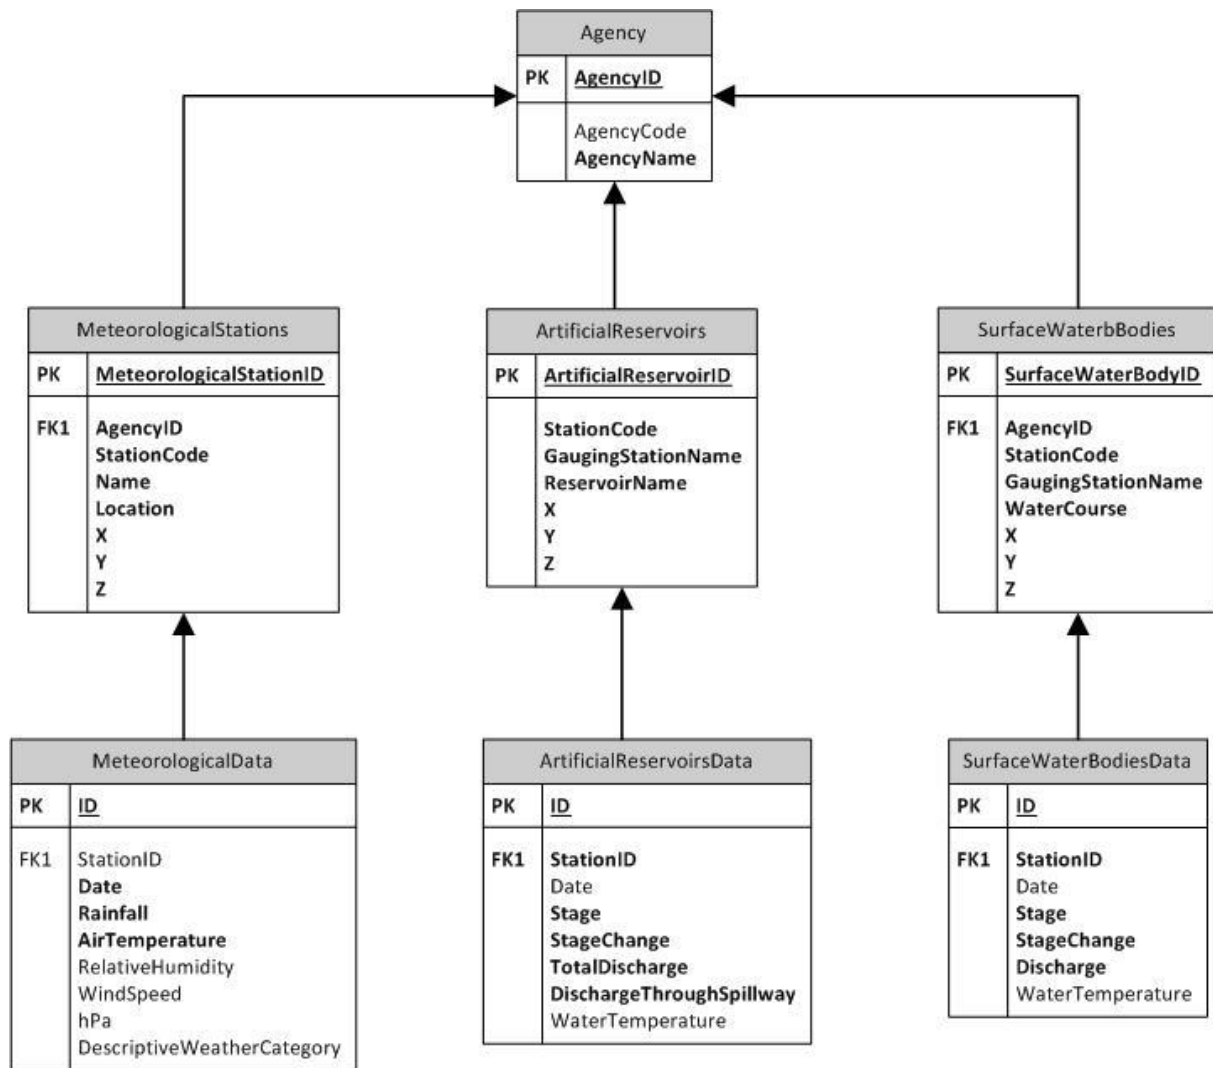 Agency
PK AgencyID
AgencyCode
AgencyName
MeteorologicalStations
PK MeteorologicalStationID
FK1 AgencyID
StationCode
Name
Location
X
Y
Z
ArtificialReservoirs
PK ArtificialReservoirID
StationCode
GaugingStationName
ReservoirName
X
Y
Z
SurfaceWaterbBodies
PK SurfaceWaterBodyID
FK1 AgencyID
StationCode
GaugingStationName
WaterCourse
X
Y
Z
MeteorologicalData
PK ID
FK1 StationID
Date
Rainfall
AirTemperature
RelativeHumidity
WindSpeed
hPa
DescriptiveWeatherCategory
ArtificialReservoirsData
PK ID
FK1 StationID
Date
Stage
StageChange
TotalDischarge
DischargeThroughSpillway
WaterTemperature
SurfaceWaterBodiesData
PK ID
FK1 StationID
Date
Stage
StageChange
Discharge
WaterTemperature